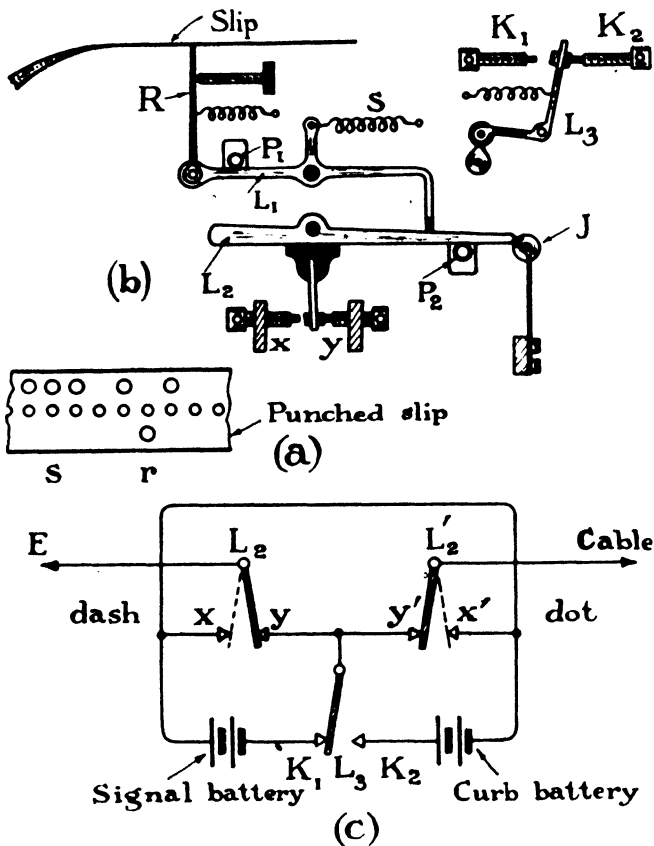 Slip
K₁ K₂
R
S
P₁
L₃
L₁
J
L₂
P₂
(b)
x y
Punched slip
(a)
s r
E L₂ L₂′ Cable
dash x y y′ x′ dot
K₁ L₃ K₂
Signal battery Curb battery
(c)